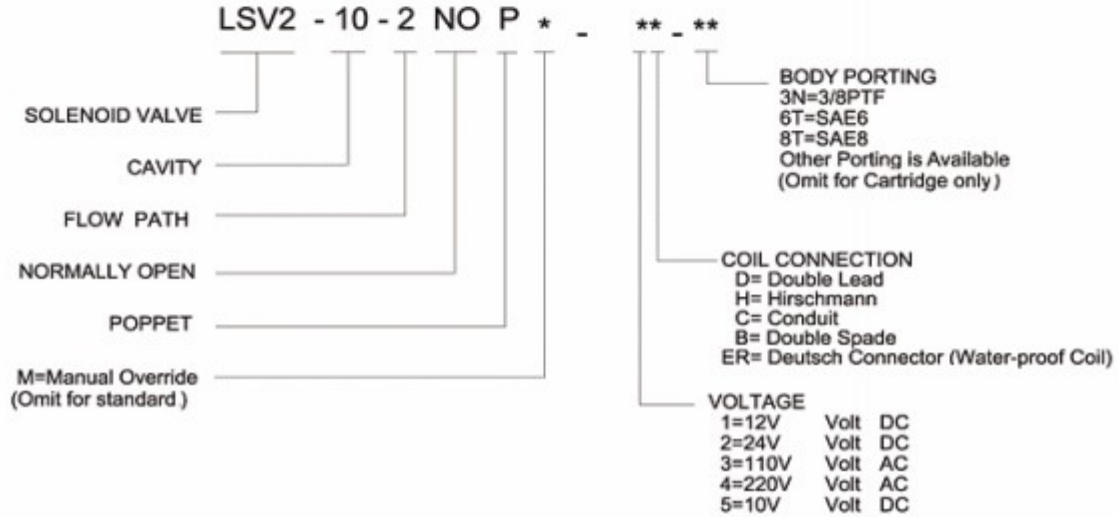 LSV2 - 10 - 2 NO P * - ** - **
SOLENOID VALVE
CAVITY
FLOW PATH
NORMALLY OPEN
POPPET
M=Manual Override
(Omit for standard)
BODY PORTING
3N=3/8PTF
6T=SAE6
8T=SAE8
Other Porting is Available
(Omit for Cartridge only)
COIL CONNECTION
D= Double Lead
H= Hirschmann
C= Conduit
B= Double Spade
ER= Deutsch Connector (Water-proof Coil)
VOLTAGE
1=12V Volt DC
2=24V Volt DC
3=110V Volt AC
4=220V Volt AC
5=10V Volt DC